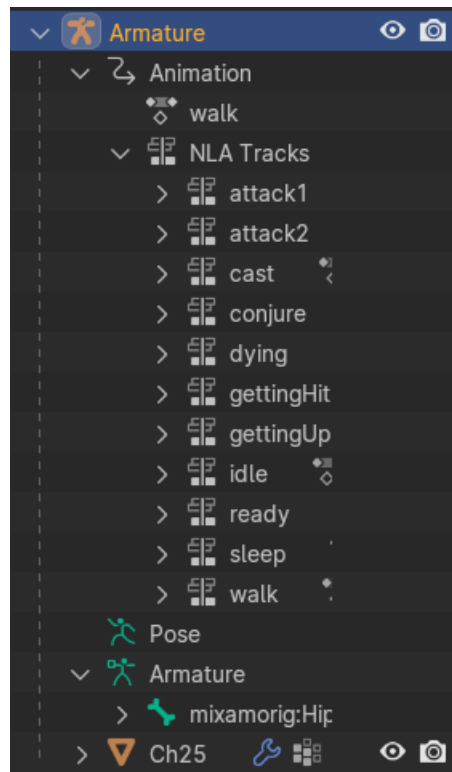 Armature
Animation
walk
NLA Tracks
attack1
attack2
cast
conjure
dying
gettingHit
gettingUp
idle
ready
sleep
walk
Pose
Armature
mixamorig:Hip
Ch25